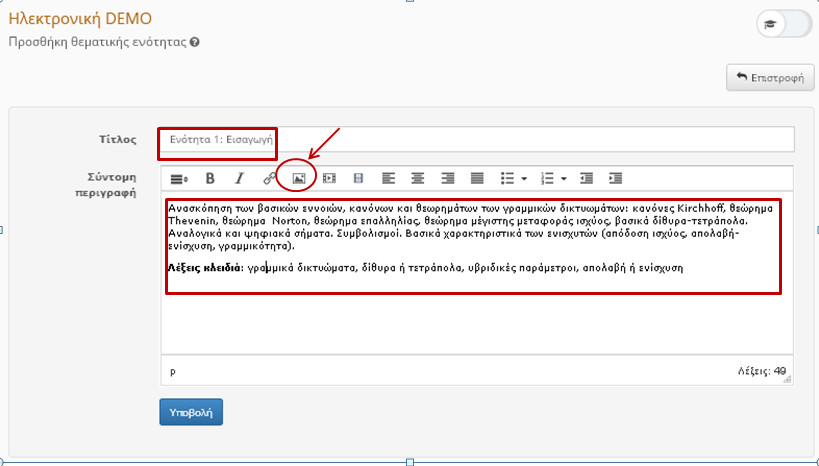 Ηλεκτρονική DEMO
Προσθήκη θεματικής ενότητας
Επιστροφή
Τίτλος
Ενότητα 1: Εισαγωγή
Σύντομη περιγραφή
B I
Ανασκόπηση των βασικών εννοιών, κανόνων και θεωρημάτων των γραμμικών δικτυωμάτων: κανόνες Kirchhoff, θεώρημα
Thevenin, θεώρημα Norton, θεώρημα επαλληλίας, θεώρημα μέγιστης μεταφοράς ισχύος, βασικά δίθυρα-τετράπολα.
Αναλογικά και ψηφιακά σήματα. Συμβολισμοί. Βασικά χαρακτηριστικά των ενισχυτών (απόδοση ισχύος, απολαβή-
ενίσχυση, γραμμικότητα).
Λέξεις κλειδιά: γραμμικά δικτυώματα, δίθυρα ή τετράπολα, υβριδικές παράμετροι, απολαβή ή ενίσχυση
p
Λέξεις: 49
Υποβολή